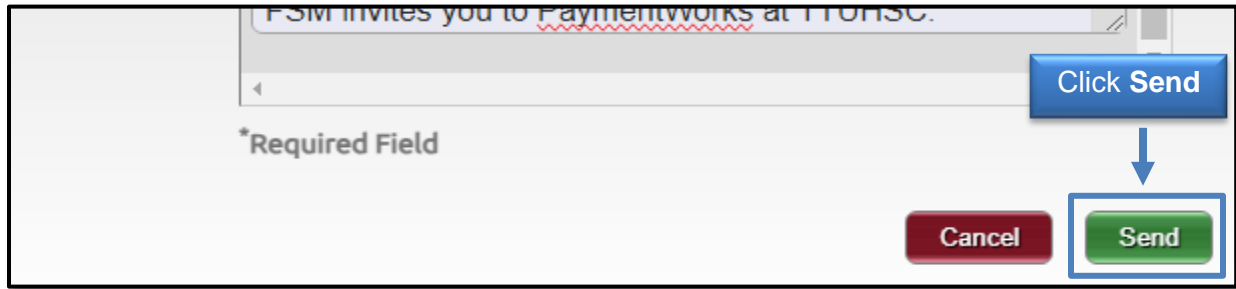 FSM invites you to PaymentWorks at TTUHSC.
Click Send
*Required Field
Cancel
Send